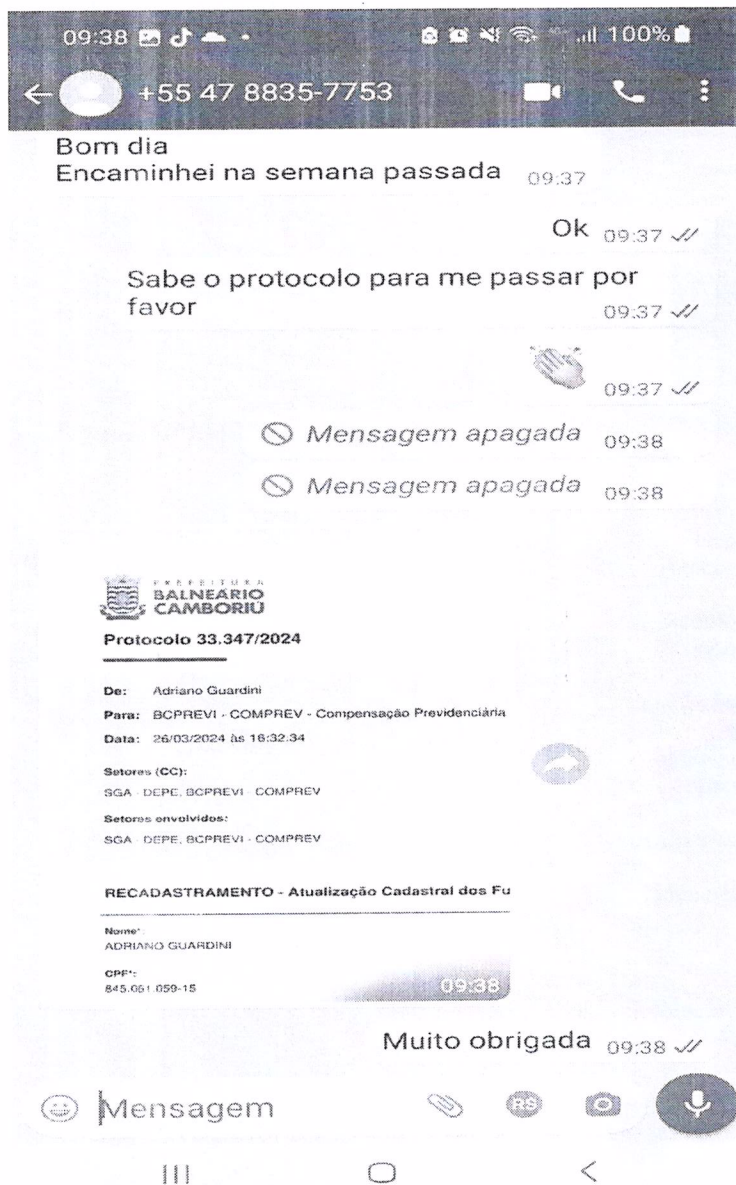 09:38 100%
+55 47 8835-7753
Bom dia
Encaminhei na semana passada 09:37
Ok 09:37
Sabe o protocolo para me passar por
favor 09:37
09:37
Mensagem apagada 09:38
Mensagem apagada 09:38
PREFEITURA
BALNEÁRIO
CAMBORIÚ
Protocolo 33.347/2024
De: Adriano Guardini
Para: BCPREVI - COMPREV - Compensação Previdenciária
Data: 26/03/2024 às 16:32:34
Setores (CC):
SGA - DEPE, BCPREVI - COMPREV
Setores envolvidos:
SGA - DEPE, BCPREVI - COMPREV
RECADASTRAMENTO - Atualização Cadastral dos Fu
Nome*:
ADRIANO GUARDINI
CPF*:
845.061.059-15
09:38
Muito obrigada 09:38
Mensagem
RS